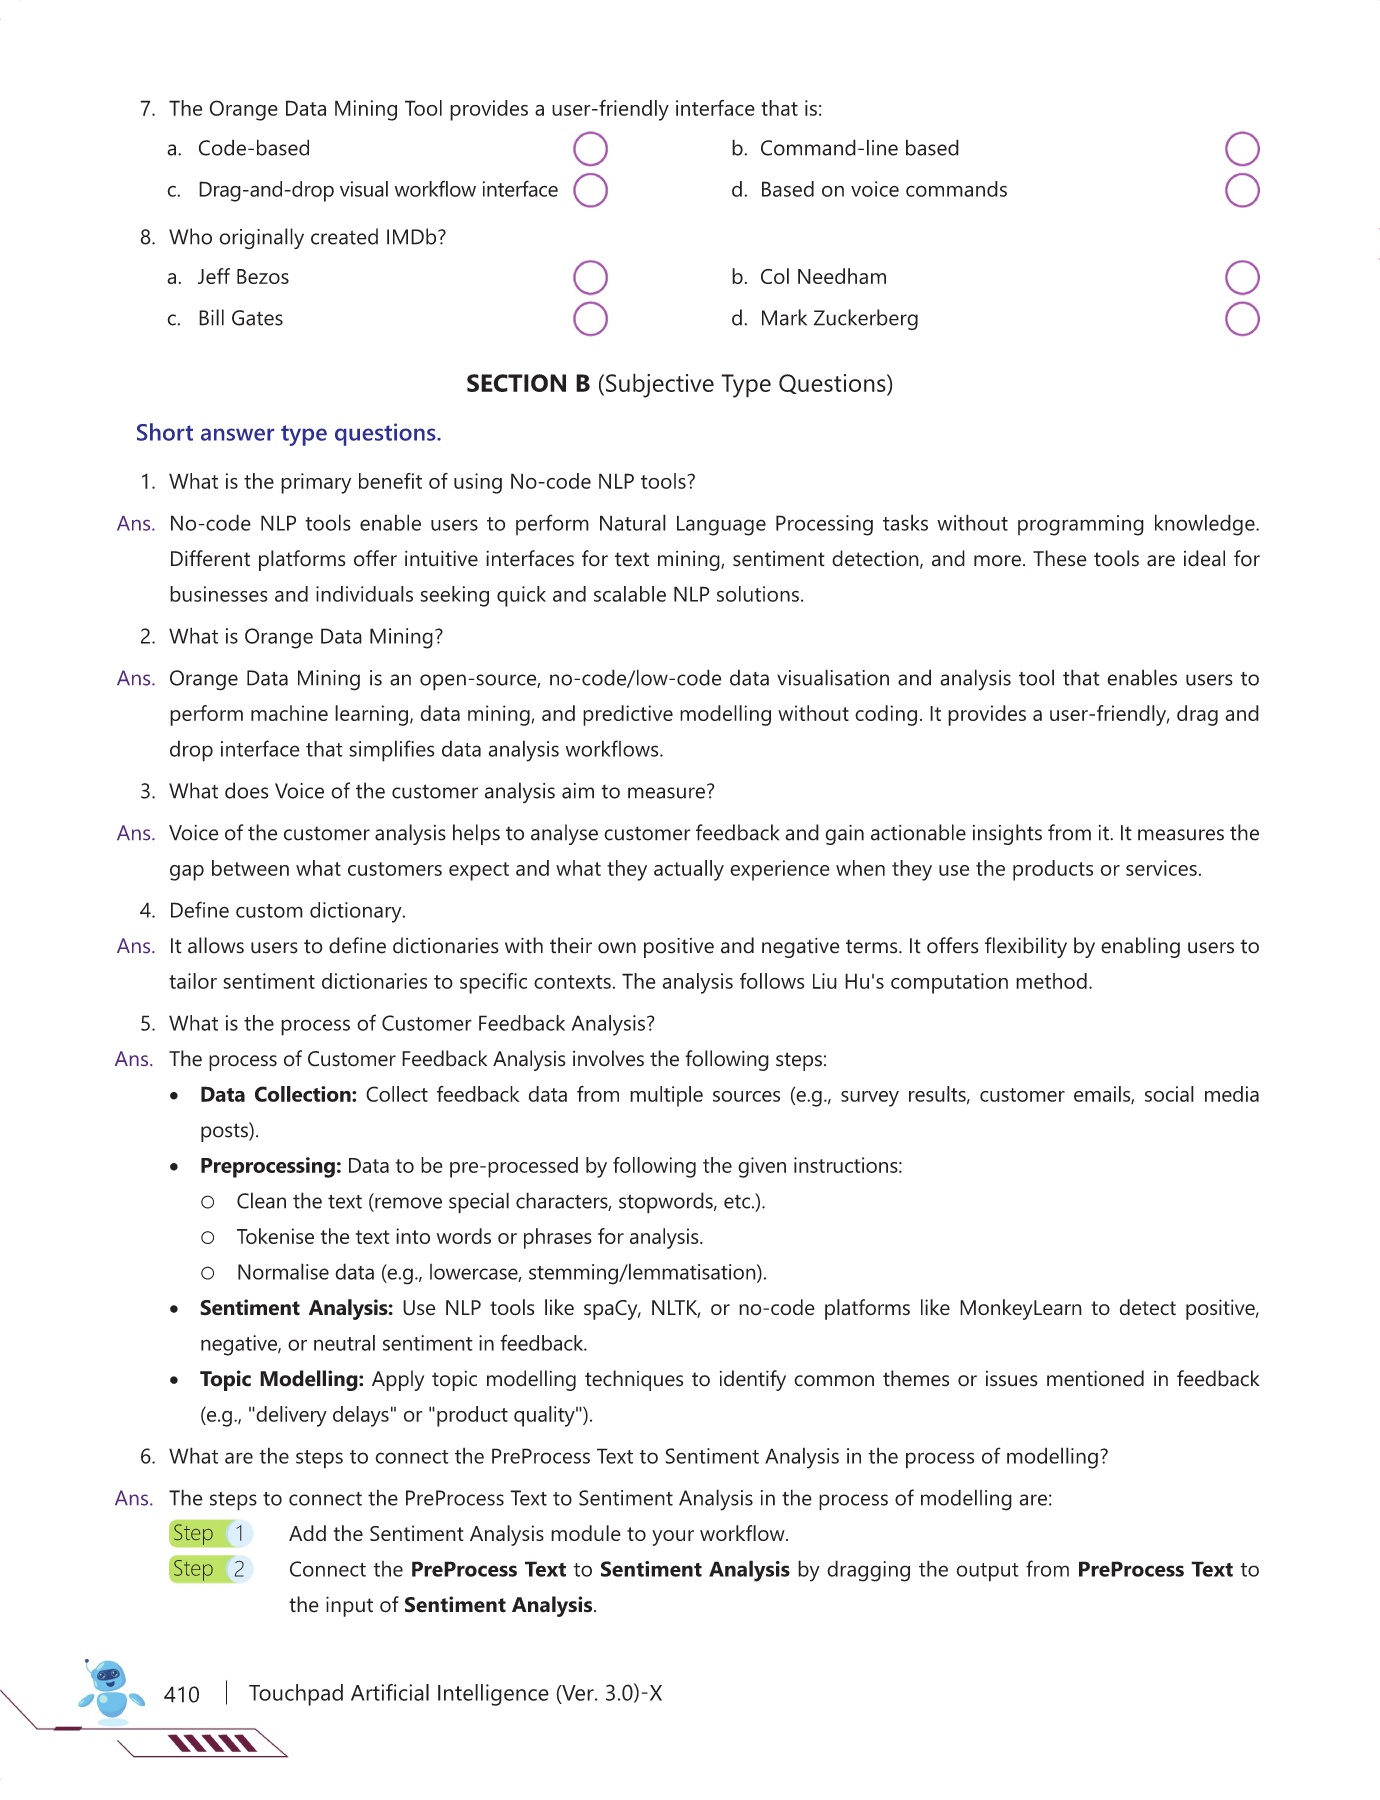 7. The Orange Data Mining Tool provides a user-friendly interface that is:
a. Code-based
b. Command-line based
c. Drag-and-drop visual workflow interface
d. Based on voice commands
8. Who originally created IMDb?
a. Jeff Bezos
b. Col Needham
c. Bill Gates
d. Mark Zuckerberg
SECTION B (Subjective Type Questions)
Short answer type questions.
1. What is the primary benefit of using No-code NLP tools?
Ans. No-code NLP tools enable users to perform Natural Language Processing tasks without programming knowledge.
Different platforms offer intuitive interfaces for text mining, sentiment detection, and more. These tools are ideal for
businesses and individuals seeking quick and scalable NLP solutions.
2. What is Orange Data Mining?
Ans. Orange Data Mining is an open-source, no-code/low-code data visualisation and analysis tool that enables users to
perform machine learning, data mining, and predictive modelling without coding. It provides a user-friendly, drag and
drop interface that simplifies data analysis workflows.
3. What does Voice of the customer analysis aim to measure?
Ans. Voice of the customer analysis helps to analyse customer feedback and gain actionable insights from it. It measures the
gap between what customers expect and what they actually experience when they use the products or services.
4. Define custom dictionary.
Ans. It allows users to define dictionaries with their own positive and negative terms. It offers flexibility by enabling users to
tailor sentiment dictionaries to specific contexts. The analysis follows Liu Hu's computation method.
5. What is the process of Customer Feedback Analysis?
Ans. The process of Customer Feedback Analysis involves the following steps:
• Data Collection: Collect feedback data from multiple sources (e.g., survey results, customer emails, social media
posts).
• Preprocessing: Data to be pre-processed by following the given instructions:
○ Clean the text (remove special characters, stopwords, etc.).
○ Tokenise the text into words or phrases for analysis.
○ Normalise data (e.g., lowercase, stemming/lemmatisation).
• Sentiment Analysis: Use NLP tools like spaCy, NLTK, or no-code platforms like MonkeyLearn to detect positive,
negative, or neutral sentiment in feedback.
• Topic Modelling: Apply topic modelling techniques to identify common themes or issues mentioned in feedback
(e.g., "delivery delays" or "product quality").
6. What are the steps to connect the PreProcess Text to Sentiment Analysis in the process of modelling?
Ans. The steps to connect the PreProcess Text to Sentiment Analysis in the process of modelling are:
Step 1 Add the Sentiment Analysis module to your workflow.
Step 2 Connect the PreProcess Text to Sentiment Analysis by dragging the output from PreProcess Text to
the input of Sentiment Analysis.
410 | Touchpad Artificial Intelligence (Ver. 3.0)-X